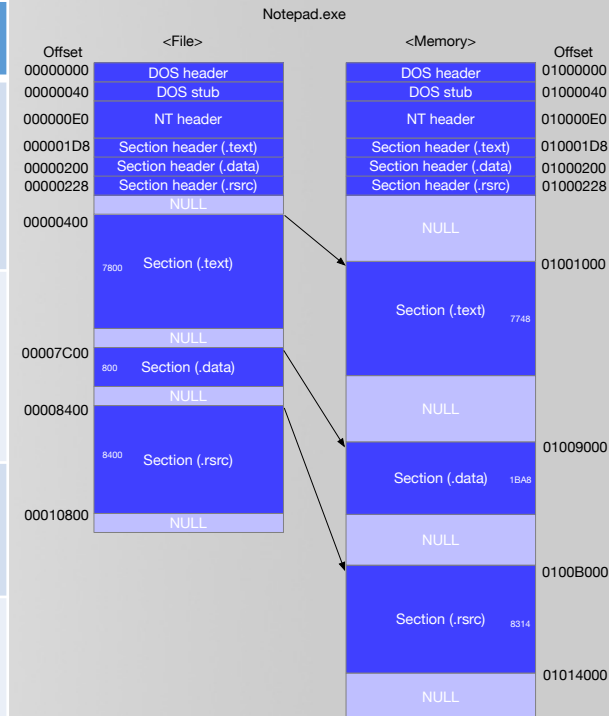 Notepad.exe
<File>
Offset
00000000 DOS header
00000040 DOS stub
000000E0 NT header
000001D8 Section header (.text)
00000200 Section header (.data)
00000228 Section header (.rsrc)
NULL
00000400
7800 Section (.text)
NULL
00007C00
800 Section (.data)
NULL
00008400
8400 Section (.rsrc)
00010800
NULL
<Memory>
Offset
DOS header 01000000
DOS stub 01000040
NT header 010000E0
Section header (.text) 010001D8
Section header (.data) 01000200
Section header (.rsrc) 01000228
NULL
01001000
Section (.text) 7748
NULL
01009000
Section (.data) 1BA8
NULL
0100B000
Section (.rsrc) 8314
01014000
NULL